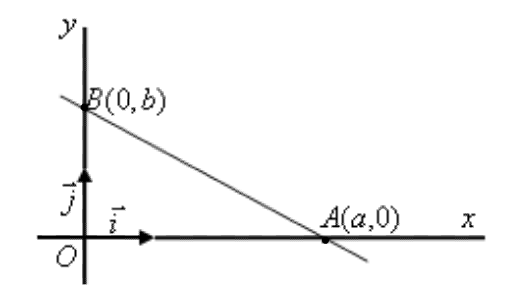 y
B(0, b)
j⃗
i⃗
A(a,0)
x
O